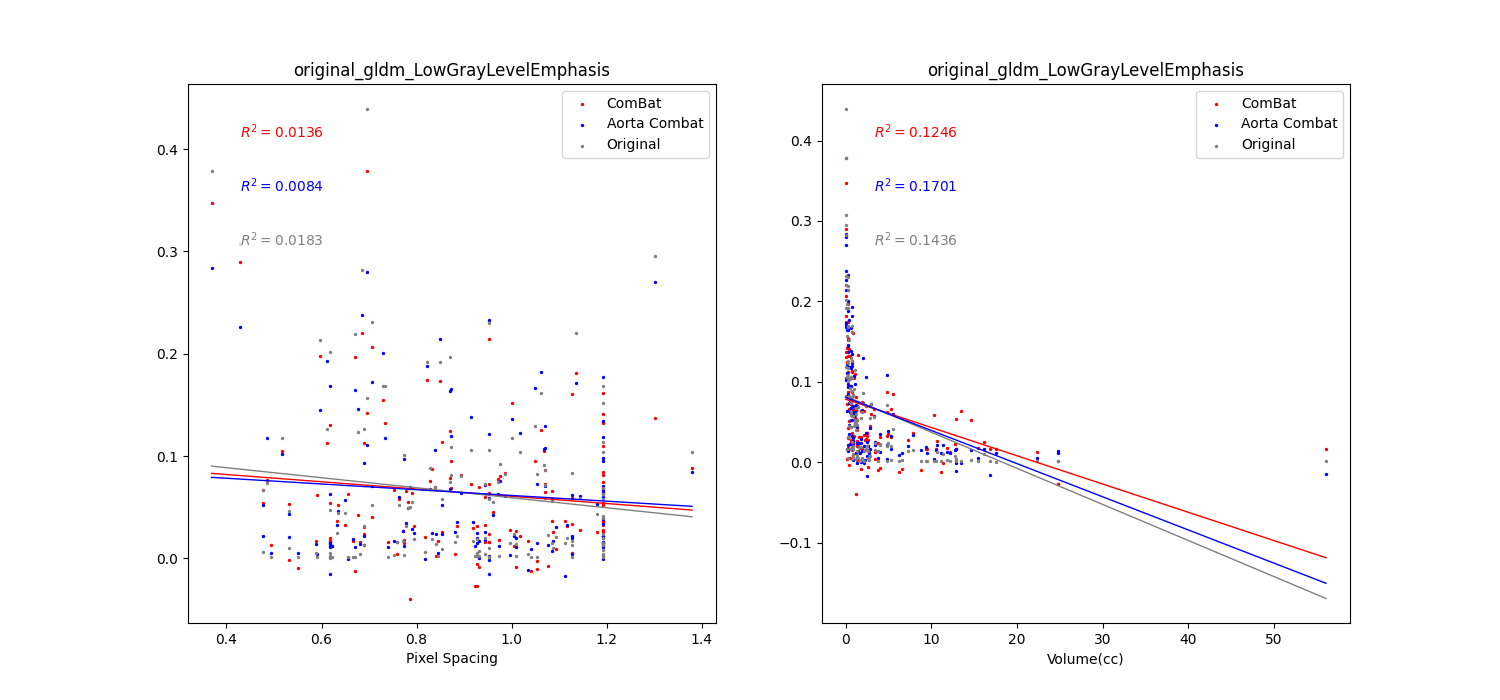 original_gldm_LowGrayLevelEmphasis
ComBat
Aorta Combat
Original
R² = 0.0136
R² = 0.0084
R² = 0.0183
0.4
0.3
0.2
0.1
0.0
0.4 0.6 0.8 1.0 1.2 1.4
Pixel Spacing
original_gldm_LowGrayLevelEmphasis
ComBat
Aorta Combat
Original
R² = 0.1246
R² = 0.1701
R² = 0.1436
0.4
0.3
0.2
0.1
0.0
−0.1
0 10 20 30 40 50
Volume(cc)